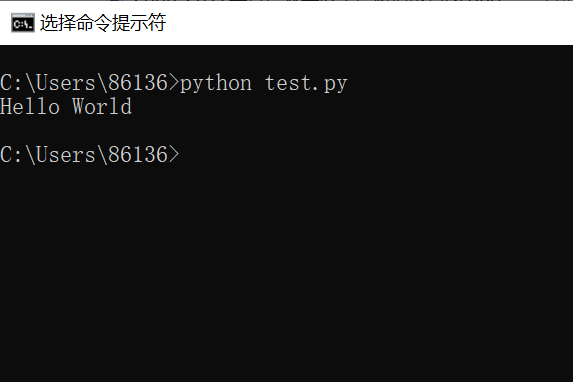 选择命令提示符
C:\Users\86136>python test.py
Hello World
C:\Users\86136>